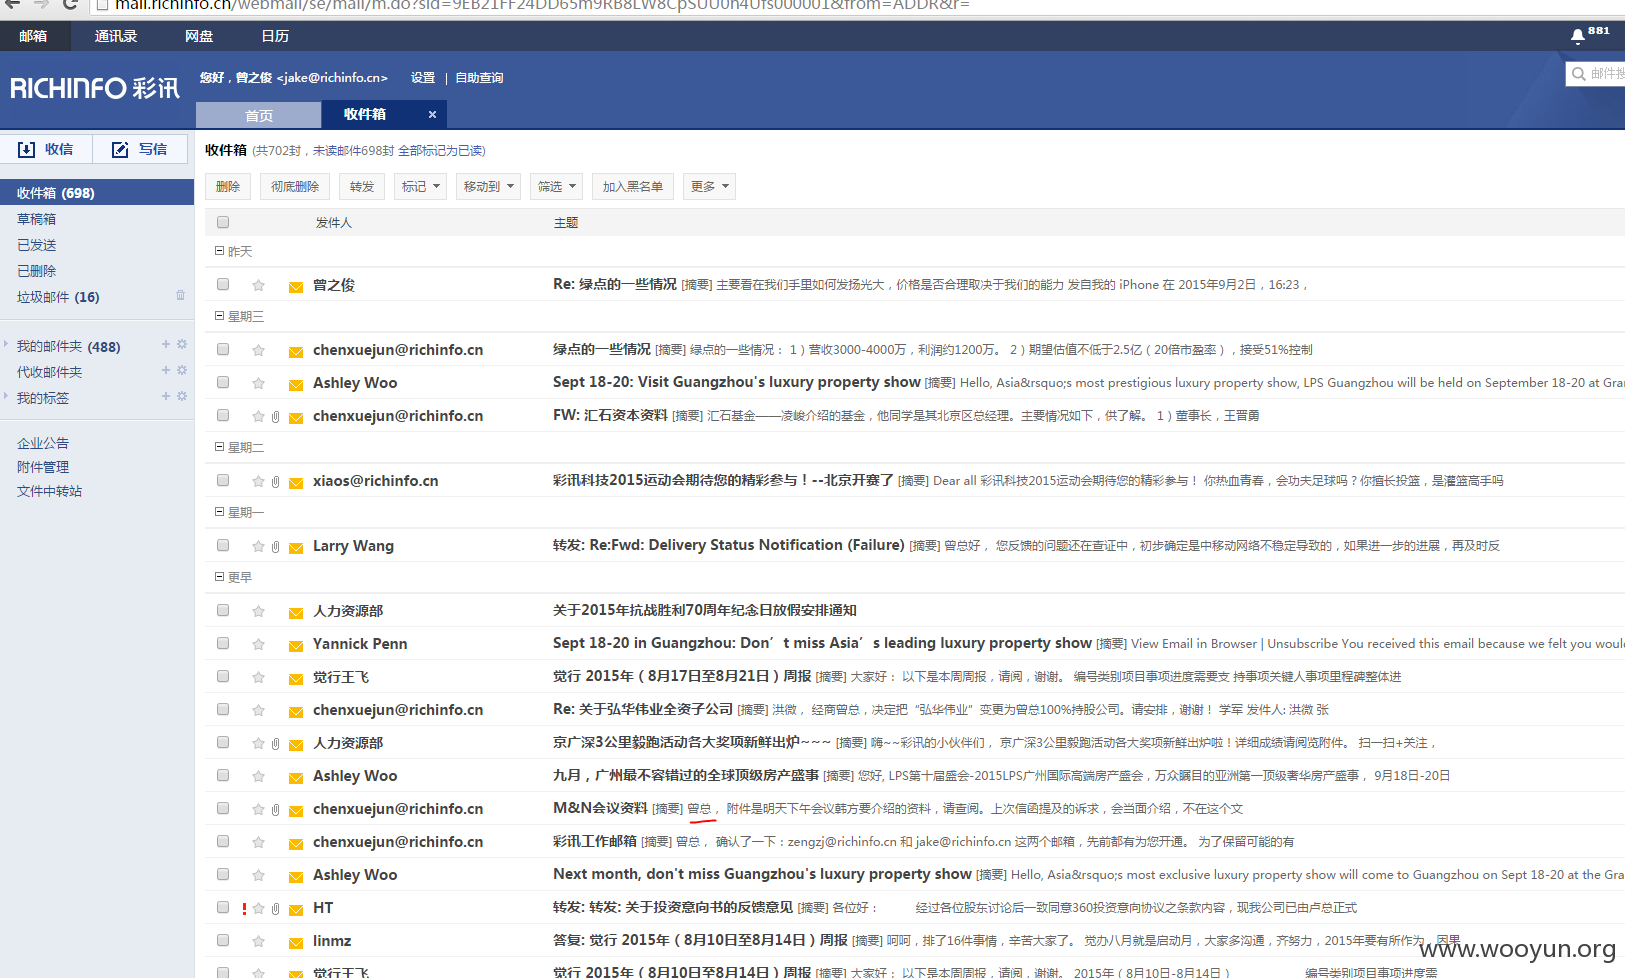 mail.richinfo.cn/webmail/se/mail/m.do?sid=9EB21FF24DD65m9RB8LW8CpSUU0h4Ufs000001&from=ADDR&r=
邮箱 通讯录 网盘 日历 881
RICHINFO 彩讯 您好，曾之俊 <jake@richinfo.cn> 设置 | 自助查询 邮件搜
首页 收件箱 ×
收信 写信
收件箱 (共702封，未读邮件698封 全部标记为已读)
删除 彻底删除 转发 标记 移动到 筛选 加入黑名单 更多
收件箱 (698)
草稿箱
已发送
已删除
垃圾邮件 (16)
我的邮件夹 (488)
代收邮件夹
我的标签
企业公告
附件管理
文件中转站
发件人 主题
昨天
曾之俊 Re: 绿点的一些情况 [摘要] 主要看在我们手里如何发扬光大，价格是否合理取决于我们的能力 发自我的 iPhone 在 2015年9月2日，16:23，
星期三
chenxuejun@richinfo.cn 绿点的一些情况 [摘要] 绿点的一些情况： 1）营收3000-4000万，利润约1200万。 2）期望估值不低于2.5亿（20倍市盈率），接受51%控制
Ashley Woo Sept 18-20: Visit Guangzhou's luxury property show [摘要] Hello, Asia&rsquo;s most prestigious luxury property show, LPS Guangzhou will be held on September 18-20 at Gra
chenxuejun@richinfo.cn FW: 汇石资本资料 [摘要] 汇石基金——凌峻介绍的基金，他同学是其北京区总经理。主要情况如下，供了解。 1）董事长，王晋勇
星期二
xiaos@richinfo.cn 彩讯科技2015运动会期待您的精彩参与！--北京开赛了 [摘要] Dear all 彩讯科技2015运动会期待您的精彩参与！ 你热血青春，会功夫足球吗？你擅长投篮，是灌篮高手吗
星期一
Larry Wang 转发: Re:Fwd: Delivery Status Notification (Failure) [摘要] 曾总好， 您反馈的问题还在查证中，初步确定是中移动网络不稳定导致的，如果进一步的进展，再及时反
更早
人力资源部 关于2015年抗战胜利70周年纪念日放假安排通知
Yannick Penn Sept 18-20 in Guangzhou: Don’t miss Asia’s leading luxury property show [摘要] View Email in Browser | Unsubscribe You received this email because we felt you would
觉行王飞 觉行 2015年（8月17日至8月21日）周报 [摘要] 大家好： 以下是本周周报，请阅，谢谢。 编号类别项目事项进度需要支 持事项关键人事项里程碑整体进
chenxuejun@richinfo.cn Re: 关于弘华伟业全资子公司 [摘要] 洪微， 经商曾总，决定把“弘华伟业”变更为曾总100%持股公司。请安排，谢谢！ 学军 发件人: 洪微 张
人力资源部 京广深3公里毅跑活动各大奖项新鲜出炉~~~ [摘要] 嗨~~彩讯的小伙伴们， 京广深3公里毅跑活动各大奖项新鲜出炉啦！详细成绩请阅览附件。 扫一扫+关注，
Ashley Woo 九月，广州最不容错过的全球顶级房产盛事 [摘要] 您好, LPS第十届盛会-2015LPS广州国际高端房产盛会，万众瞩目的亚洲第一顶级奢华房产盛事， 9月18日-20日
chenxuejun@richinfo.cn M&N会议资料 [摘要] 曾总， 附件是明天下午会议韩方要介绍的资料，请查阅。上次信函提及的诉求，会当面介绍，不在这个文
chenxuejun@richinfo.cn 彩讯工作邮箱 [摘要] 曾总， 确认了一下：zengzj@richinfo.cn 和 jake@richinfo.cn 这两个邮箱，先前都有为您开通。 为了保留可能的有
Ashley Woo Next month, don't miss Guangzhou's luxury property show [摘要] Hello, Asia&rsquo;s most exclusive luxury property show will come to Guangzhou on Sept 18-20 at the Gra
HT 转发: 转发: 关于投资意向书的反馈意见 [摘要] 各位好： 经过各位股东讨论后一致同意360投资意向协议之条款内容，现我公司已由卢总正式
linmz 答复: 觉行 2015年（8月10日至8月14日）周报 [摘要] 呵呵，排了16件事情，辛苦大家了。 觉办八月就是启动月，大家多沟通，齐努力，2015年要有所作为，因果
www.wooyun.org
觉行王飞 觉行 2015年（8月10日至8月14日）周报 [摘要] 大家好： 以下是本周周报，请阅，谢谢。 2015年（8月10日-8月14日） 编号类别项目事项进度需